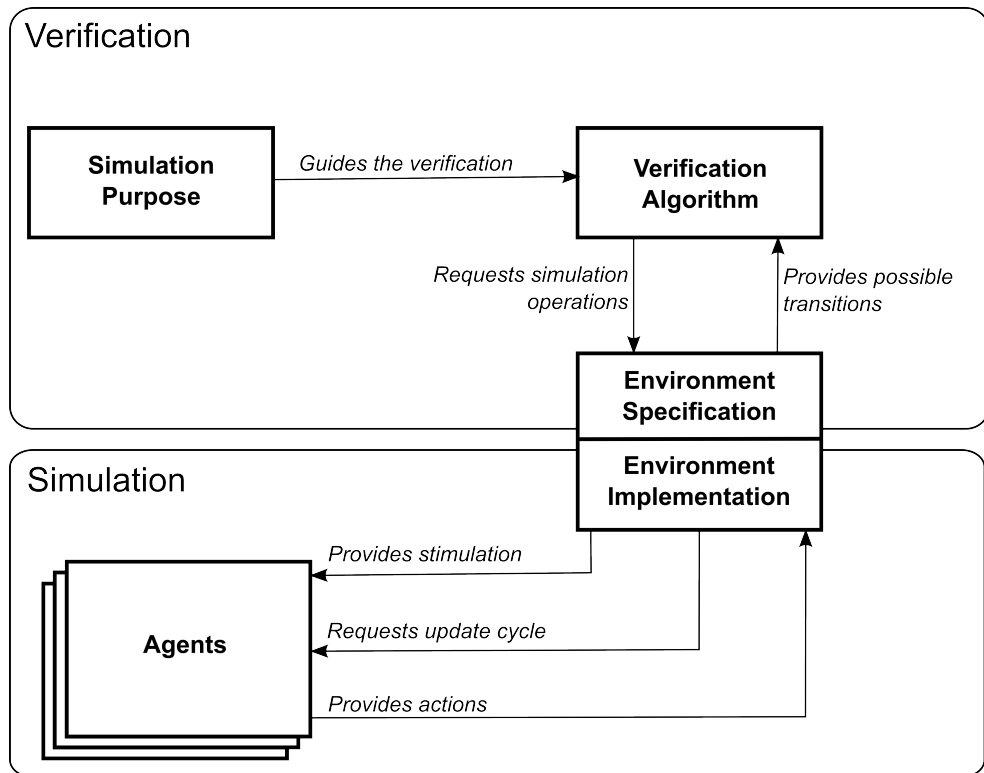 Verification
Simulation
Purpose
Guides the verification
Verification
Algorithm
Requests simulation
operations
Provides possible
transitions
Environment
Specification
Environment
Implementation
Simulation
Provides stimulation
Requests update cycle
Agents
Provides actions